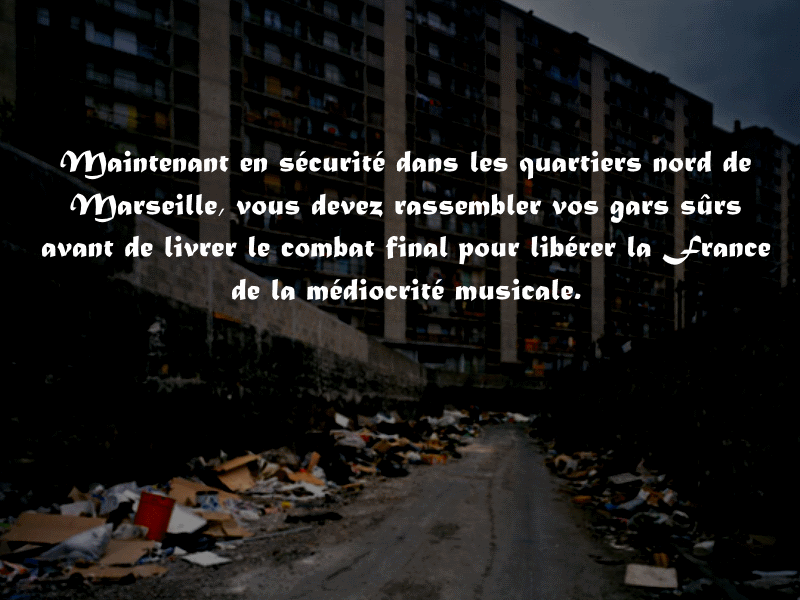 Maintenant en sécurité dans les quartiers nord de
Marseille, vous devez rassembler vos gars sûrs
avant de livrer le combat final pour libérer la France
de la médiocrité musicale.